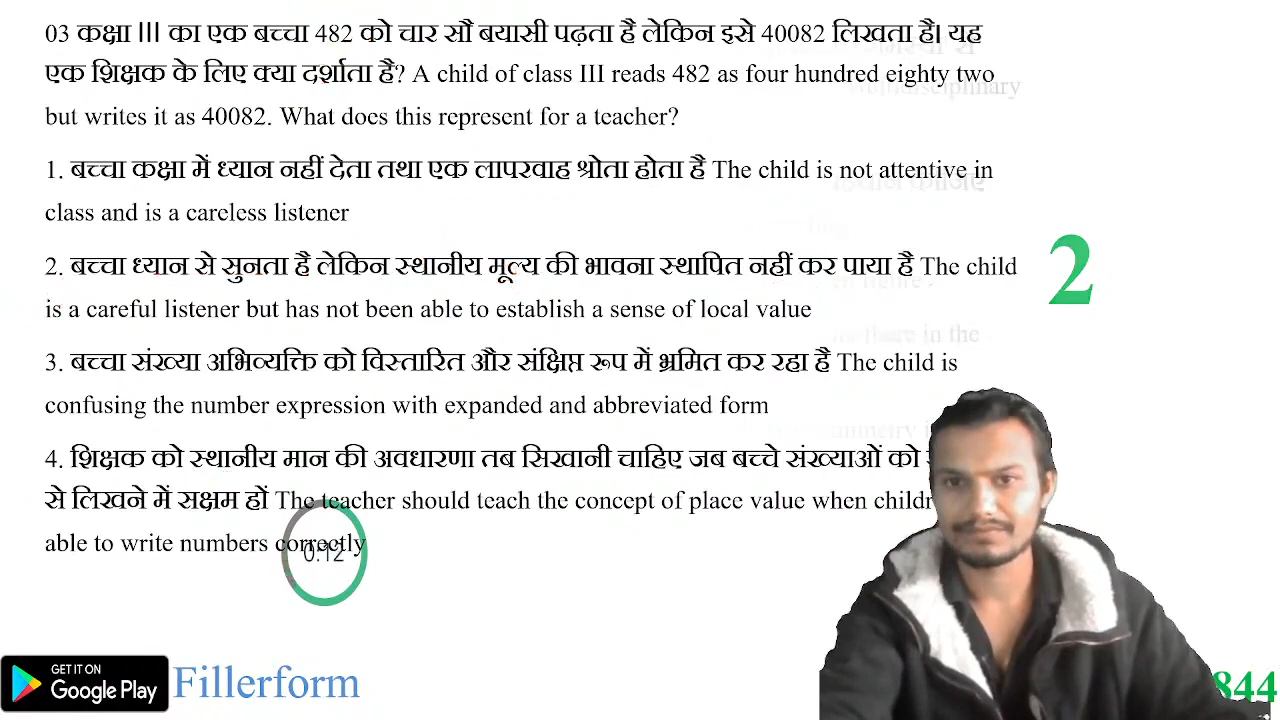 03 कक्षा III का एक बच्चा 482 को चार सौ बयासी पढ़ता है लेकिन इसे 40082 लिखता है। यह
एक शिक्षक के लिए क्या दर्शाता है? A child of class III reads 482 as four hundred eighty two
but writes it as 40082. What does this represent for a teacher?
1. बच्चा कक्षा में ध्यान नहीं देता तथा एक लापरवाह श्रोता होता है The child is not attentive in
class and is a careless listener
2. बच्चा ध्यान से सुनता है लेकिन स्थानीय मूल्य की भावना स्थापित नहीं कर पाया है The child
is a careful listener but has not been able to establish a sense of local value
2
3. बच्चा संख्या अभिव्यक्ति को विस्तारित और संक्षिप्त रूप में भ्रमित कर रहा है The child is
confusing the number expression with expanded and abbreviated form
4. शिक्षक को स्थानीय मान की अवधारणा तब सिखानी चाहिए जब बच्चे संख्याओं को
से लिखने में सक्षम हों The teacher should teach the concept of place value when
able to write numbers correctly
0:12
GET IT ON
Google Play
Fillerform
844